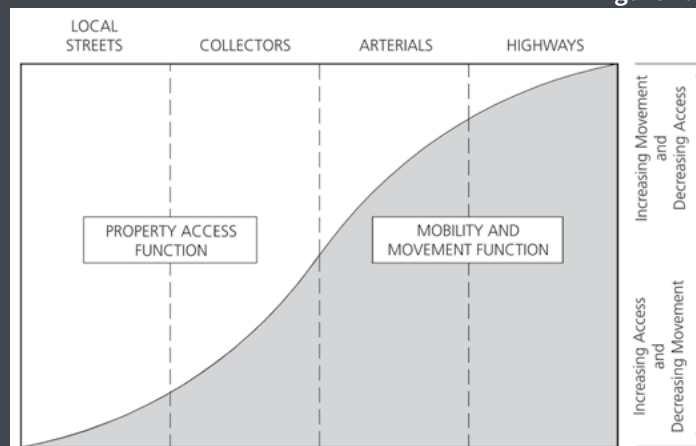 LOCAL
STREETS
COLLECTORS
ARTERIALS
HIGHWAYS
PROPERTY ACCESS
FUNCTION
MOBILITY AND
MOVEMENT FUNCTION
Increasing Movement
and
Decreasing Access
Increasing Access
and
Decreasing Movement